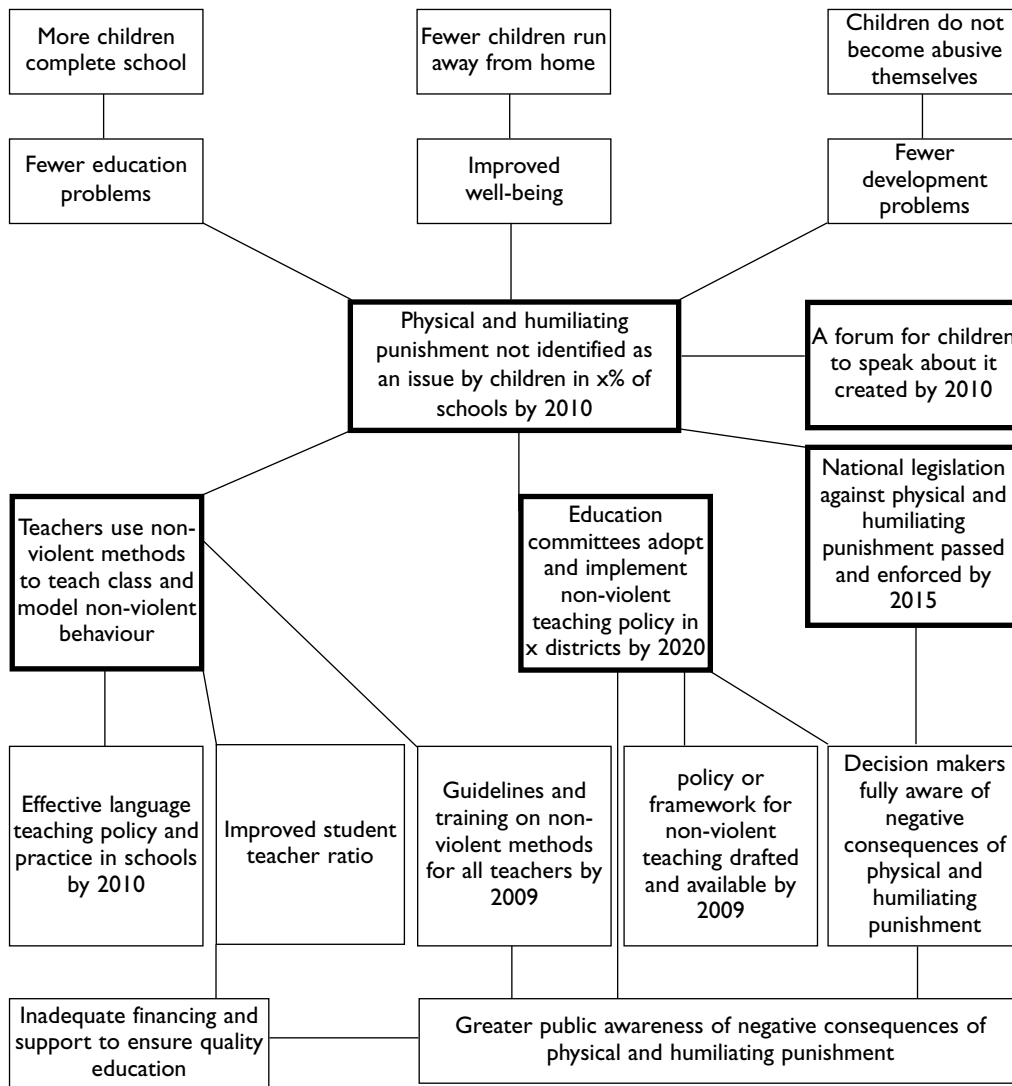 More children
complete school
Fewer children run
away from home
Children do not
become abusive
themselves
Fewer education
problems
Improved
well-being
Fewer
development
problems
Physical and humiliating
punishment not identified as
an issue by children in x% of
schools by 2010
A forum for children
to speak about it
created by 2010
National legislation
against physical and
humiliating
punishment passed
and enforced by
2015
Teachers use non-
violent methods
to teach class and
model non-violent
behaviour
Education
committees adopt
and implement
non-violent
teaching policy in
x districts by 2020
Effective language
teaching policy and
practice in schools
by 2010
Improved student
teacher ratio
Guidelines and
training on non-
violent methods
for all teachers by
2009
policy or
framework for
non-violent
teaching drafted
and available by
2009
Decision makers
fully aware of
negative
consequences of
physical and
humiliating
punishment
Inadequate financing and
support to ensure quality
education
Greater public awareness of negative consequences of
physical and humiliating punishment